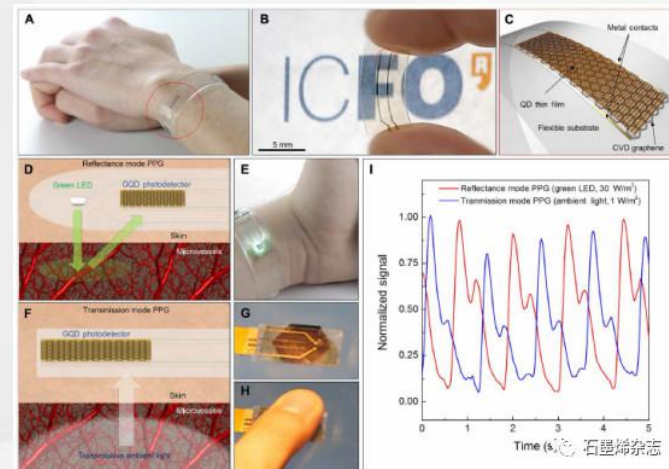 A
B
ICFO
R
5 mm
C
Metal contacts
QD thin film
Flexible substrate
CVD graphene
D
Reflectance mode PPG
Green LED
GQD photodetector
Skin
Microvessels
E
F
Transmission mode PPG
GQD photodetector
Skin
Microvessels
Transmissive ambient light
G
H
I
Reflectance mode PPG (green LED, 30 W/m²)
Tranmission mode PPG (ambient light, 1 W/m²)
Normalized signal
1.00
0.75
0.50
0.25
0.00
0
1
2
3
4
5
Time (s
石墨烯杂志